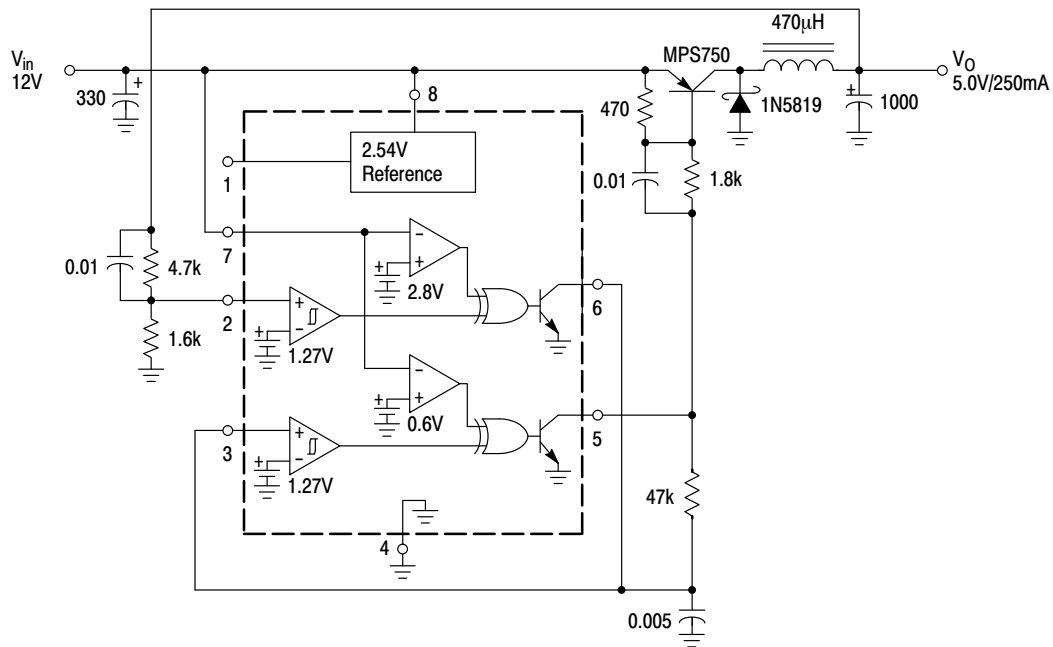 470μH
MPS750
Vin
12V
VO
5.0V/250mA
330
8
470
1N5819
1000
2.54V
Reference
1
0.01
1.8k
7
0.01
4.7k
2.8V
6
2
1.27V
1.6k
0.6V
5
3
1.27V
47k
4
0.005